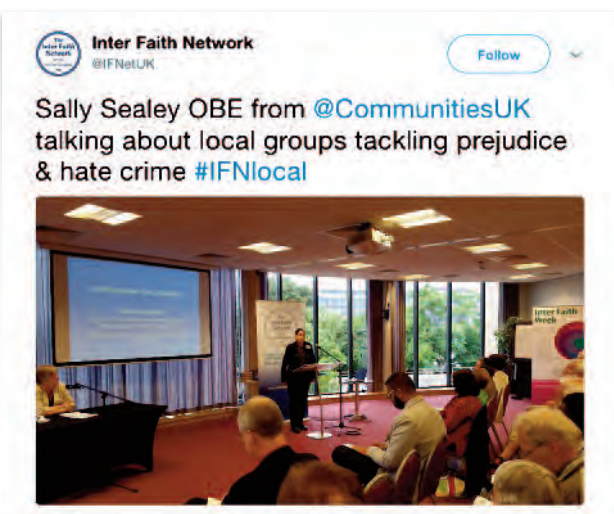 Inter Faith Network
@IFNetUK
Follow
Sally Sealey OBE from @CommunitiesUK
talking about local groups tackling prejudice
& hate crime #IFNlocal
Inter Faith
Week